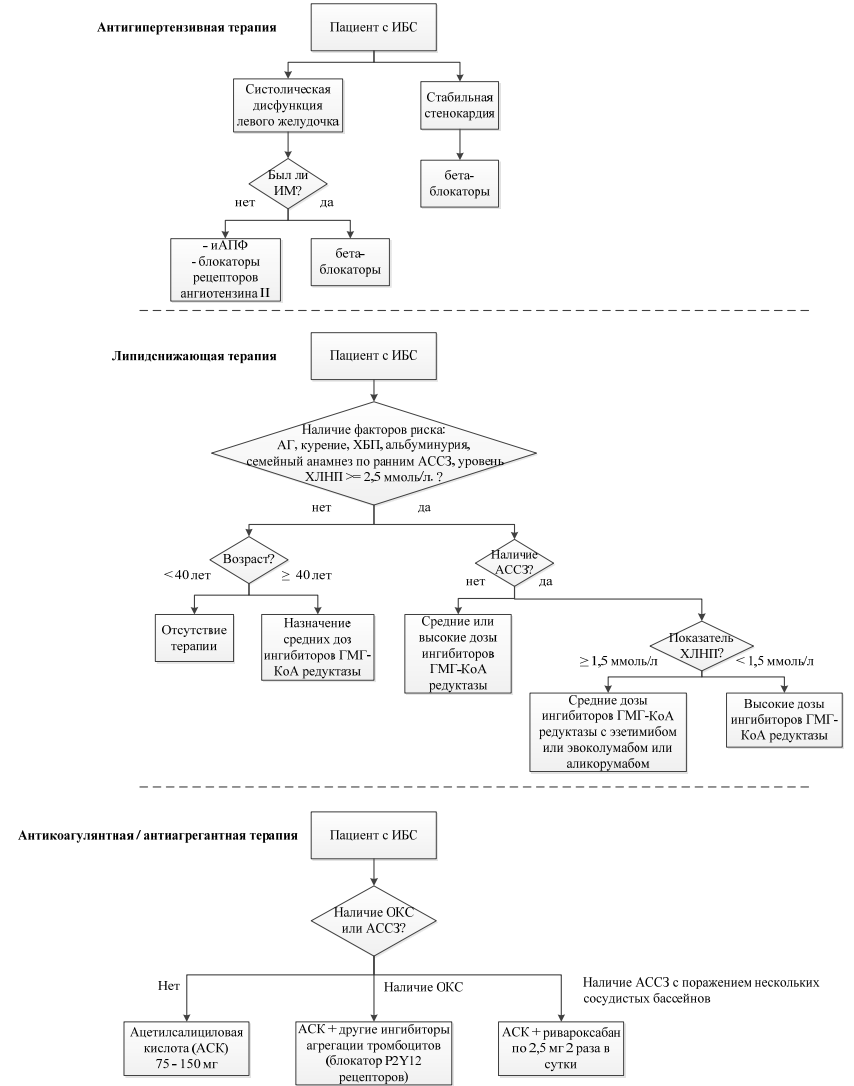 Антигипертензивная терапия
Пациент с ИБС
Систолическая
дисфункция
левого желудочка
Стабильная
стенокардия
Был ли
ИМ?
нет
да
бета-
блокаторы
- иАПФ
- блокаторы
рецепторов
ангиотензина II
бета-
блокаторы
Липидснижающая терапия
Пациент с ИБС
Наличие факторов риска:
АГ, курение, ХБП, альбуминурия,
семейный анамнез по ранним АССЗ, уровень
ХЛНП >= 2,5 ммоль/л. ?
нет
да
Возраст?
< 40 лет
≥ 40 лет
Наличие
АССЗ?
нет
да
Отсутствие
терапии
Назначение
средних доз
ингибиторов ГМГ-
КоА редуктазы
Средние или
высокие дозы
ингибиторов
ГМГ-КоА
редуктазы
Показатель
ХЛНП?
≥ 1,5 ммоль/л
< 1,5 ммоль/л
Средние дозы
ингибиторов ГМГ-КоА
редуктазы с эзетимибом
или эвоколумабом или
аликорумабом
Высокие дозы
ингибиторов ГМГ-
КоА редуктазы
Антикоагулянтная / антиагрегантная терапия
Пациент с ИБС
Наличие ОКС
или АССЗ?
Нет
Наличие ОКС
Наличие АССЗ с поражением нескольких
сосудистых бассейнов
Ацетилсалициловая
кислота (АСК)
75 – 150 мг
АСК + другие ингибиторы
агрегации тромбоцитов
(блокатор P2Y12
рецепторов)
АСК + ривароксабан
по 2,5 мг 2 раза в
сутки